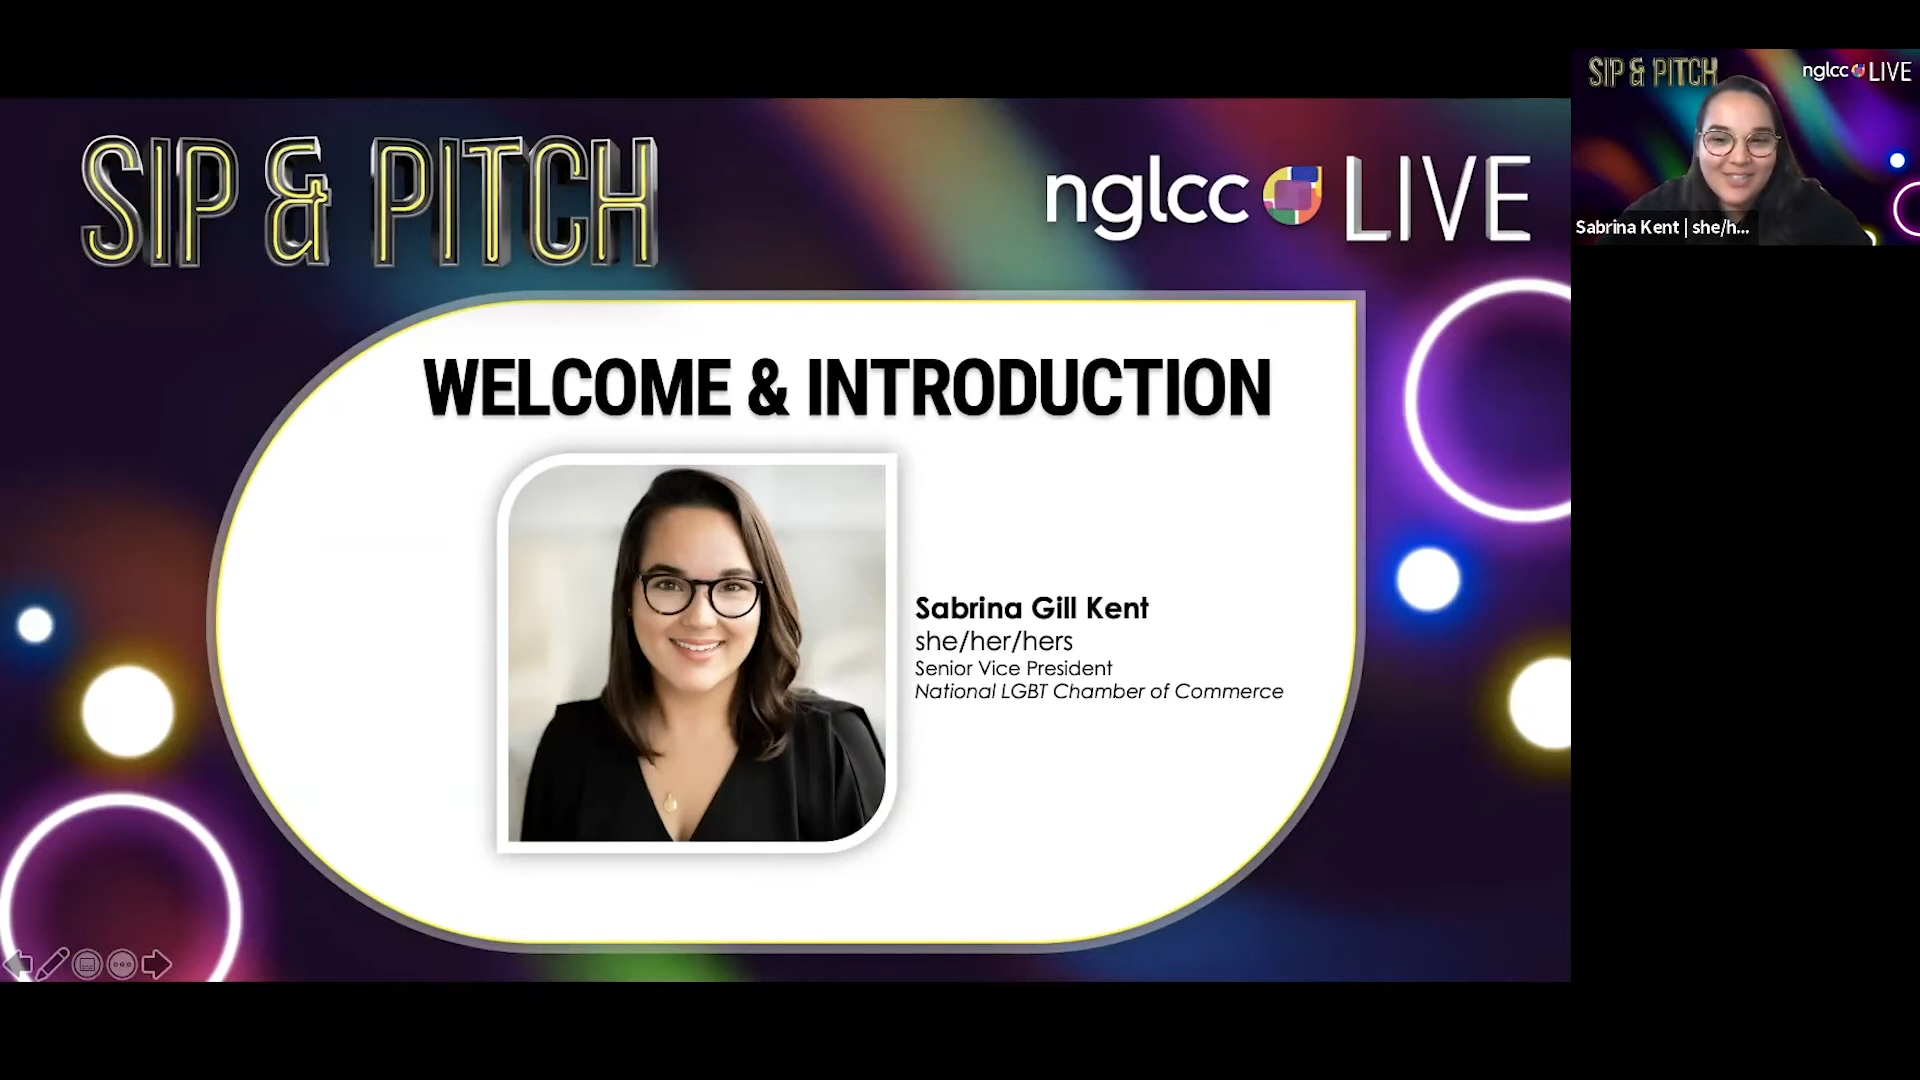 SIP & PITCH
nglcc LIVE
WELCOME & INTRODUCTION
Sabrina Gill Kent
she/her/hers
Senior Vice President
National LGBT Chamber of Commerce
SIP & PITCH
nglcc LIVE
Sabrina Kent | she/h...